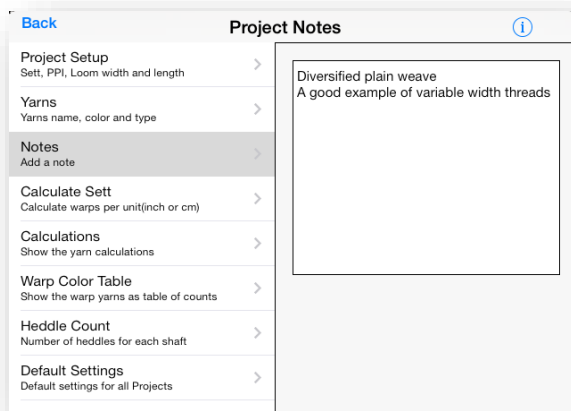 Back
Project Notes
i
Project Setup
Sett, PPI, Loom width and length
Yarns
Yarns name, color and type
Notes
Add a note
Calculate Sett
Calculate warps per unit(inch or cm)
Calculations
Show the yarn calculations
Warp Color Table
Show the warp yarns as table of counts
Heddle Count
Number of heddles for each shaft
Default Settings
Default settings for all Projects
Diversified plain weave
A good example of variable width threads